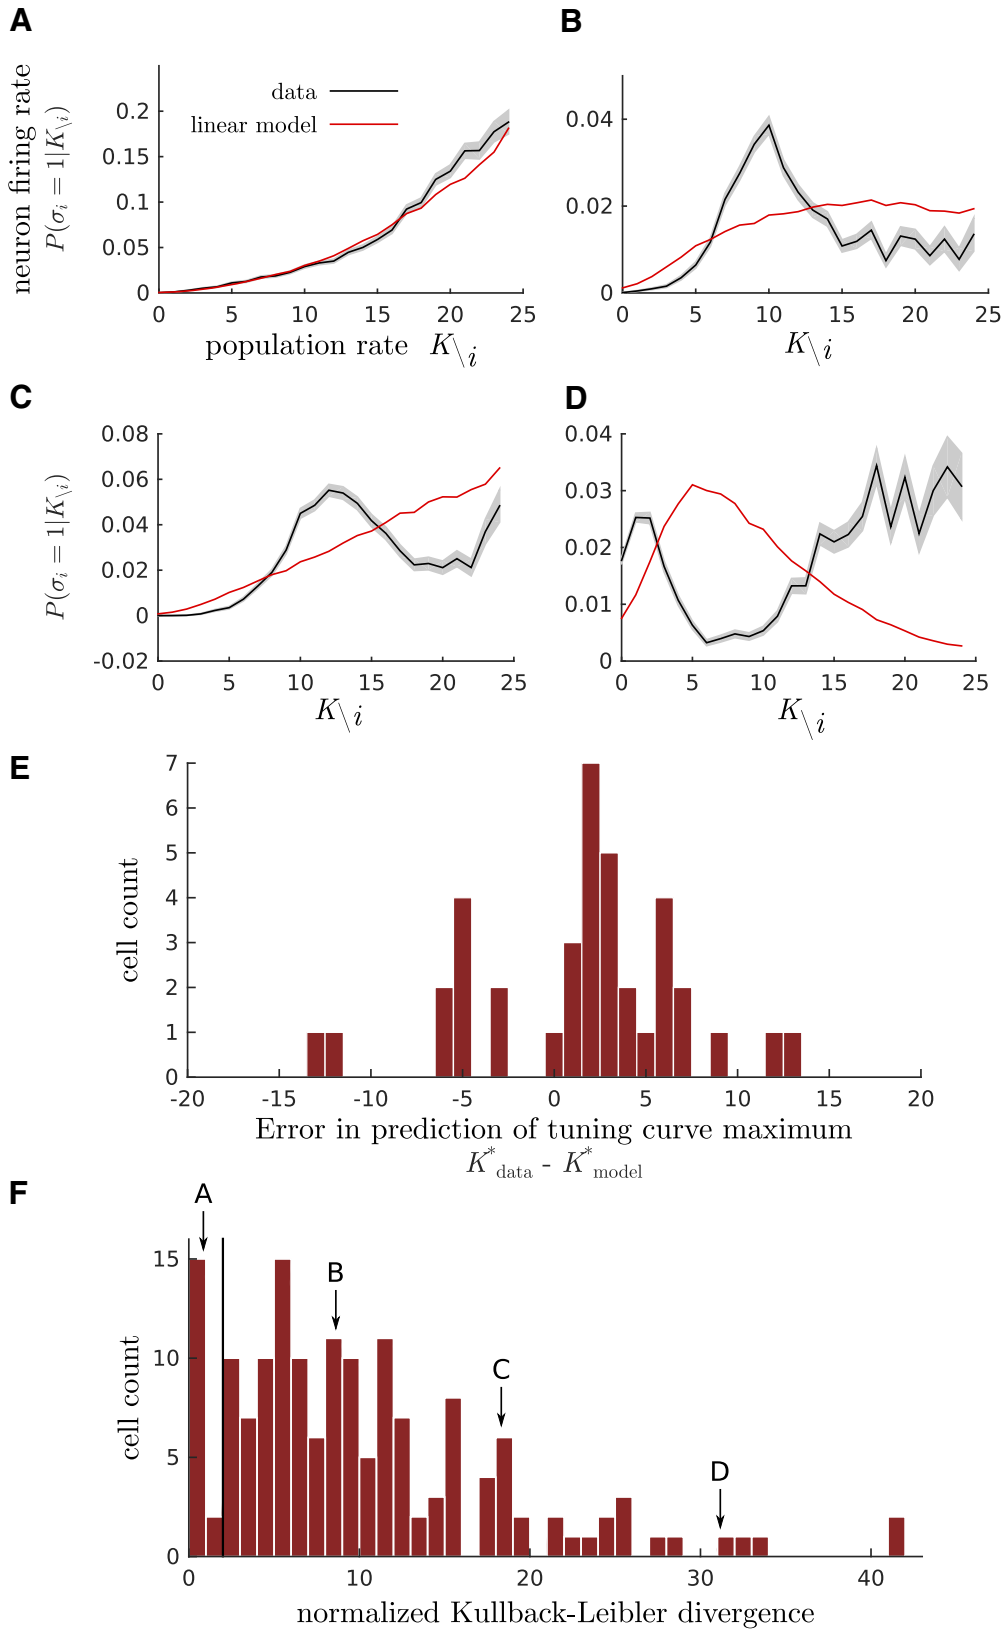 A
neuron firing rate
P(σi = 1|K\i)
0.2
0.15
0.1
0.05
0
data
linear model
0 5 10 15 20 25
population rate K\i
B
0.04
0.02
0
0 5 10 15 20 25
K\i
C
P(σi = 1|K\i)
0.08
0.06
0.04
0.02
0
-0.02
0 5 10 15 20 25
K\i
D
0.04
0.03
0.02
0.01
0
0 5 10 15 20 25
K\i
E
cell count
7
6
5
4
3
2
1
0
-20 -15 -10 -5 0 5 10 15 20
Error in prediction of tuning curve maximum
K*data - K*model
F
cell count
15
10
5
0
A
B
C
D
0 10 20 30 40
normalized Kullback-Leibler divergence